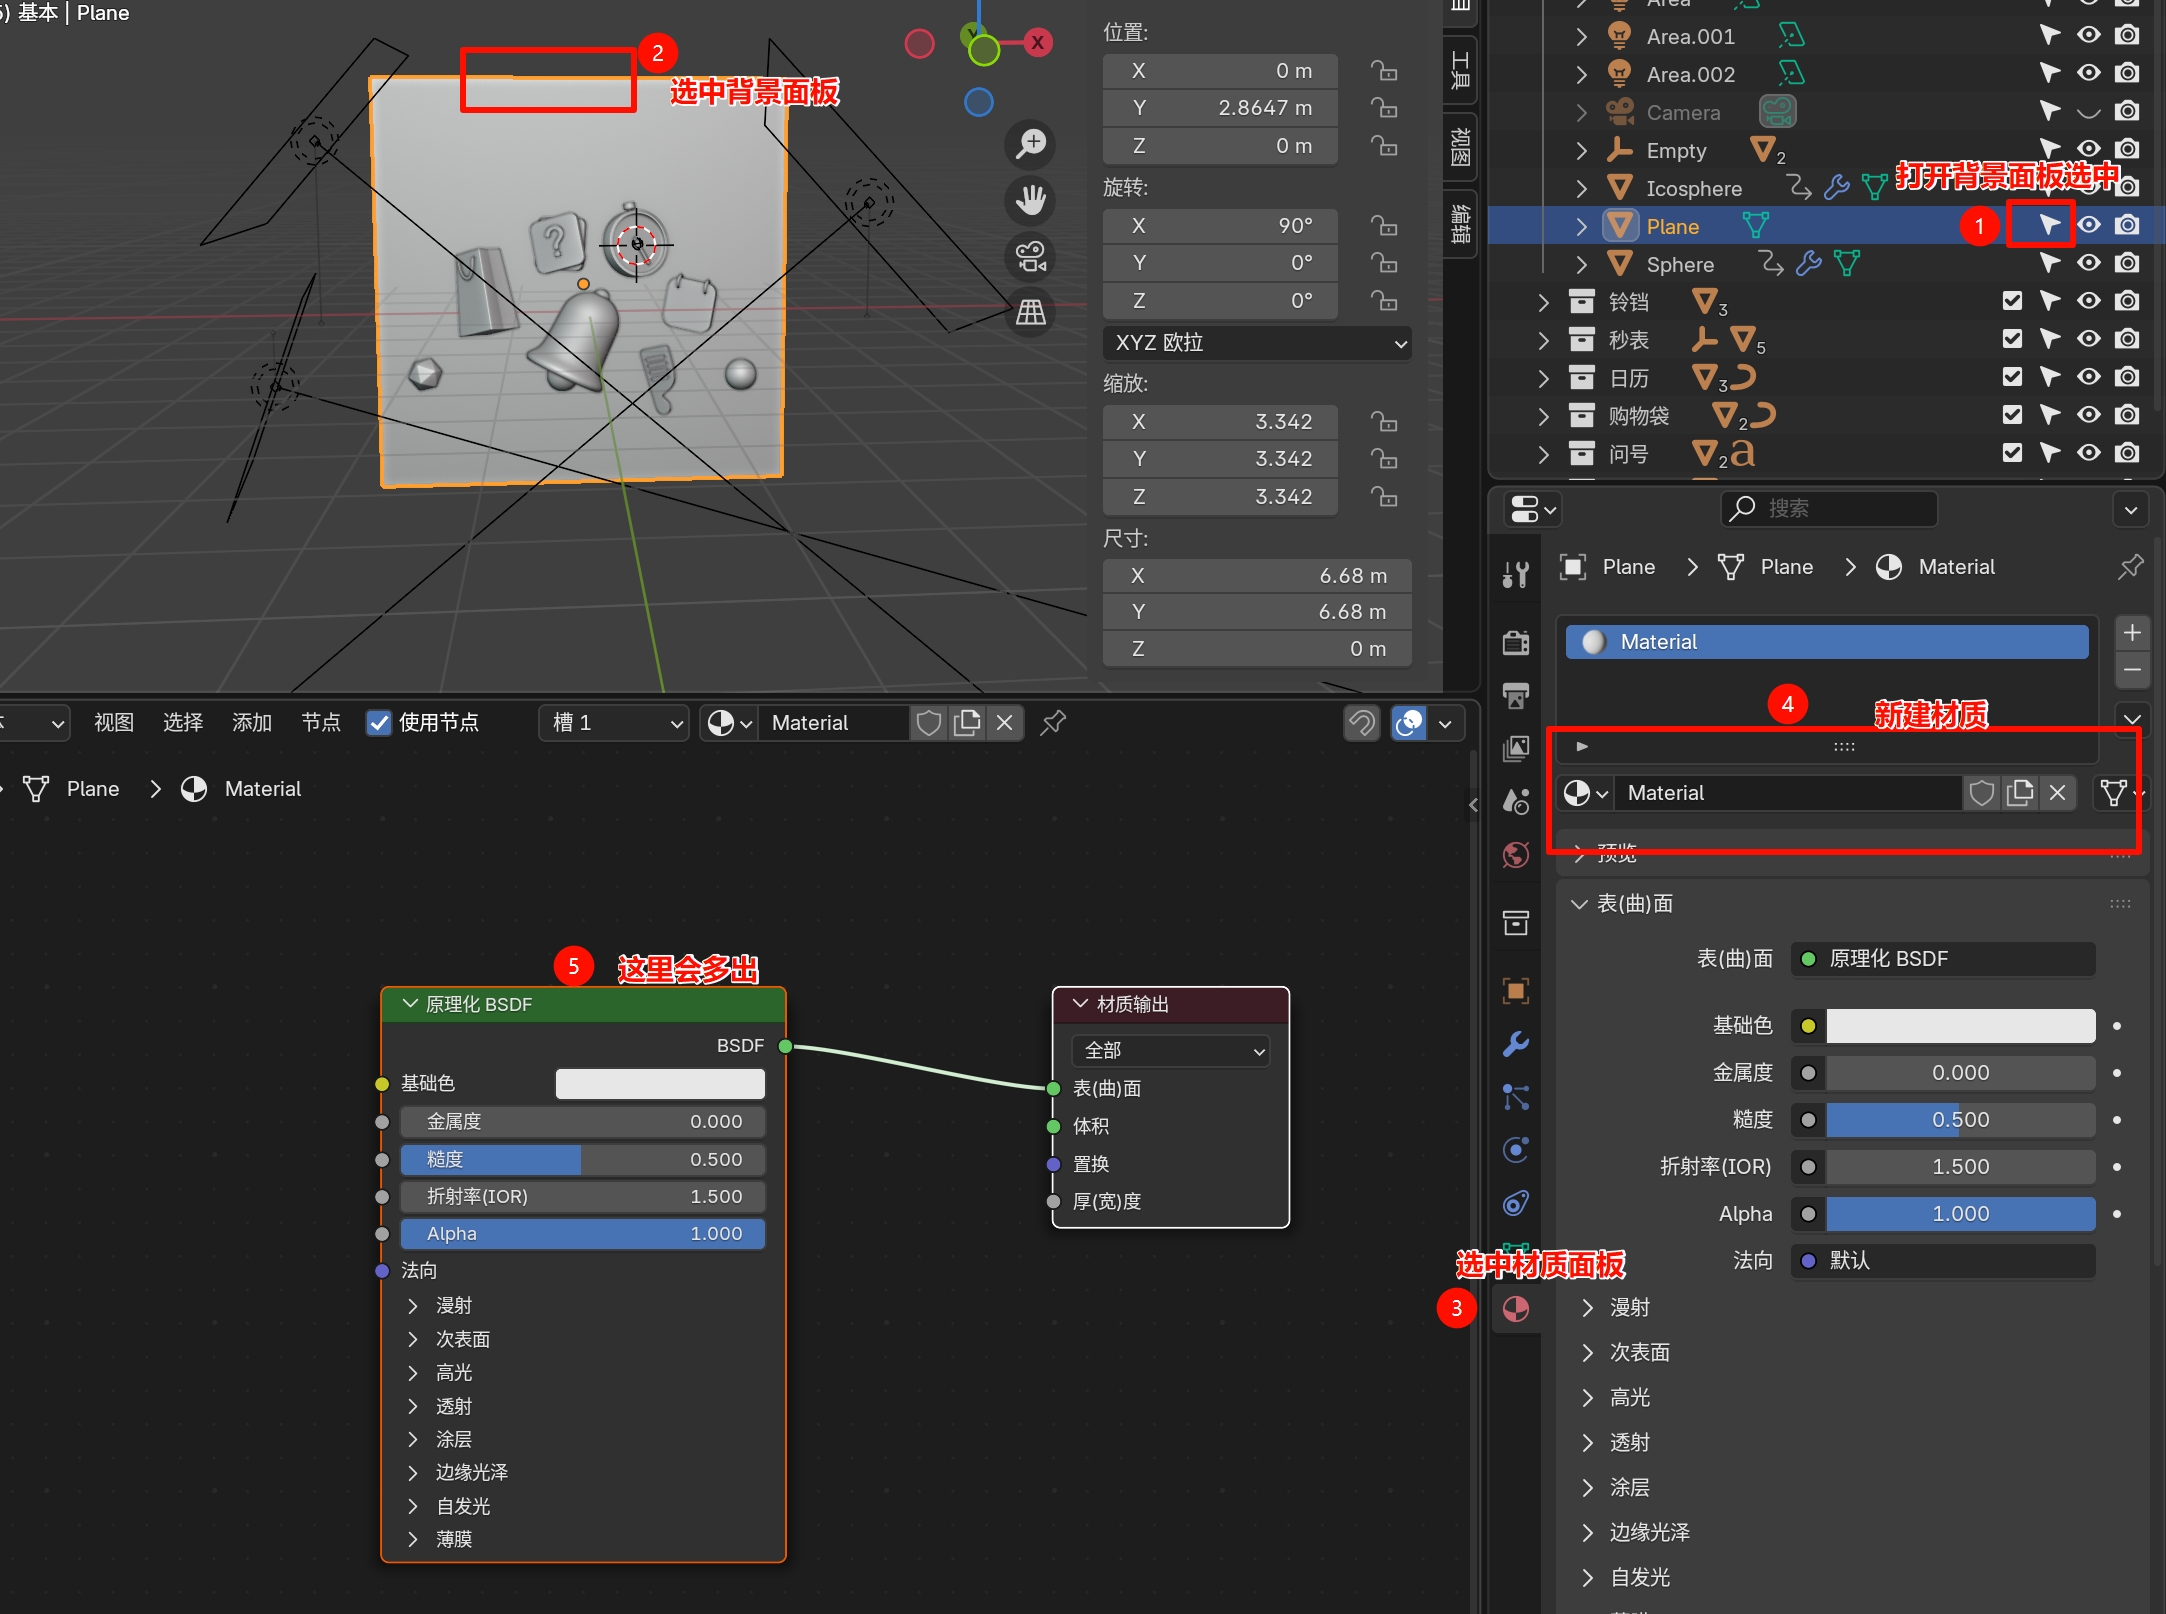 5) 基本 | Plane
2
选中背景面板
Y
X
位置:
X 0 m
Y 2.8647 m
Z 0 m
旋转:
X 90°
Y 0°
Z 0°
XYZ 欧拉
缩放:
X 3.342
Y 3.342
Z 3.342
尺寸:
X 6.68 m
Y 6.68 m
Z 0 m
工具
视图
编辑
Area
Area.001
Area.002
Camera
Empty 2
打开背景面板选中
Icosphere
Plane
1
Sphere
铃铛 3
秒表 5
日历 3
购物袋 2
问号 2 a
搜索
Plane > Plane > Material
Material
4
新建材质
Material
预览
表(曲)面
表(曲)面 原理化 BSDF
基础色
金属度 0.000
糙度 0.500
折射率(IOR) 1.500
Alpha 1.000
法向 默认
漫射
次表面
高光
透射
涂层
边缘光泽
自发光
选中材质面板
3
视图 选择 添加 节点 使用节点 槽 1 Material
Plane > Material
5
这里会多出
原理化 BSDF
BSDF
基础色
金属度 0.000
糙度 0.500
折射率(IOR) 1.500
Alpha 1.000
法向
漫射
次表面
高光
透射
涂层
边缘光泽
自发光
薄膜
材质输出
全部
表(曲)面
体积
置换
厚(宽)度